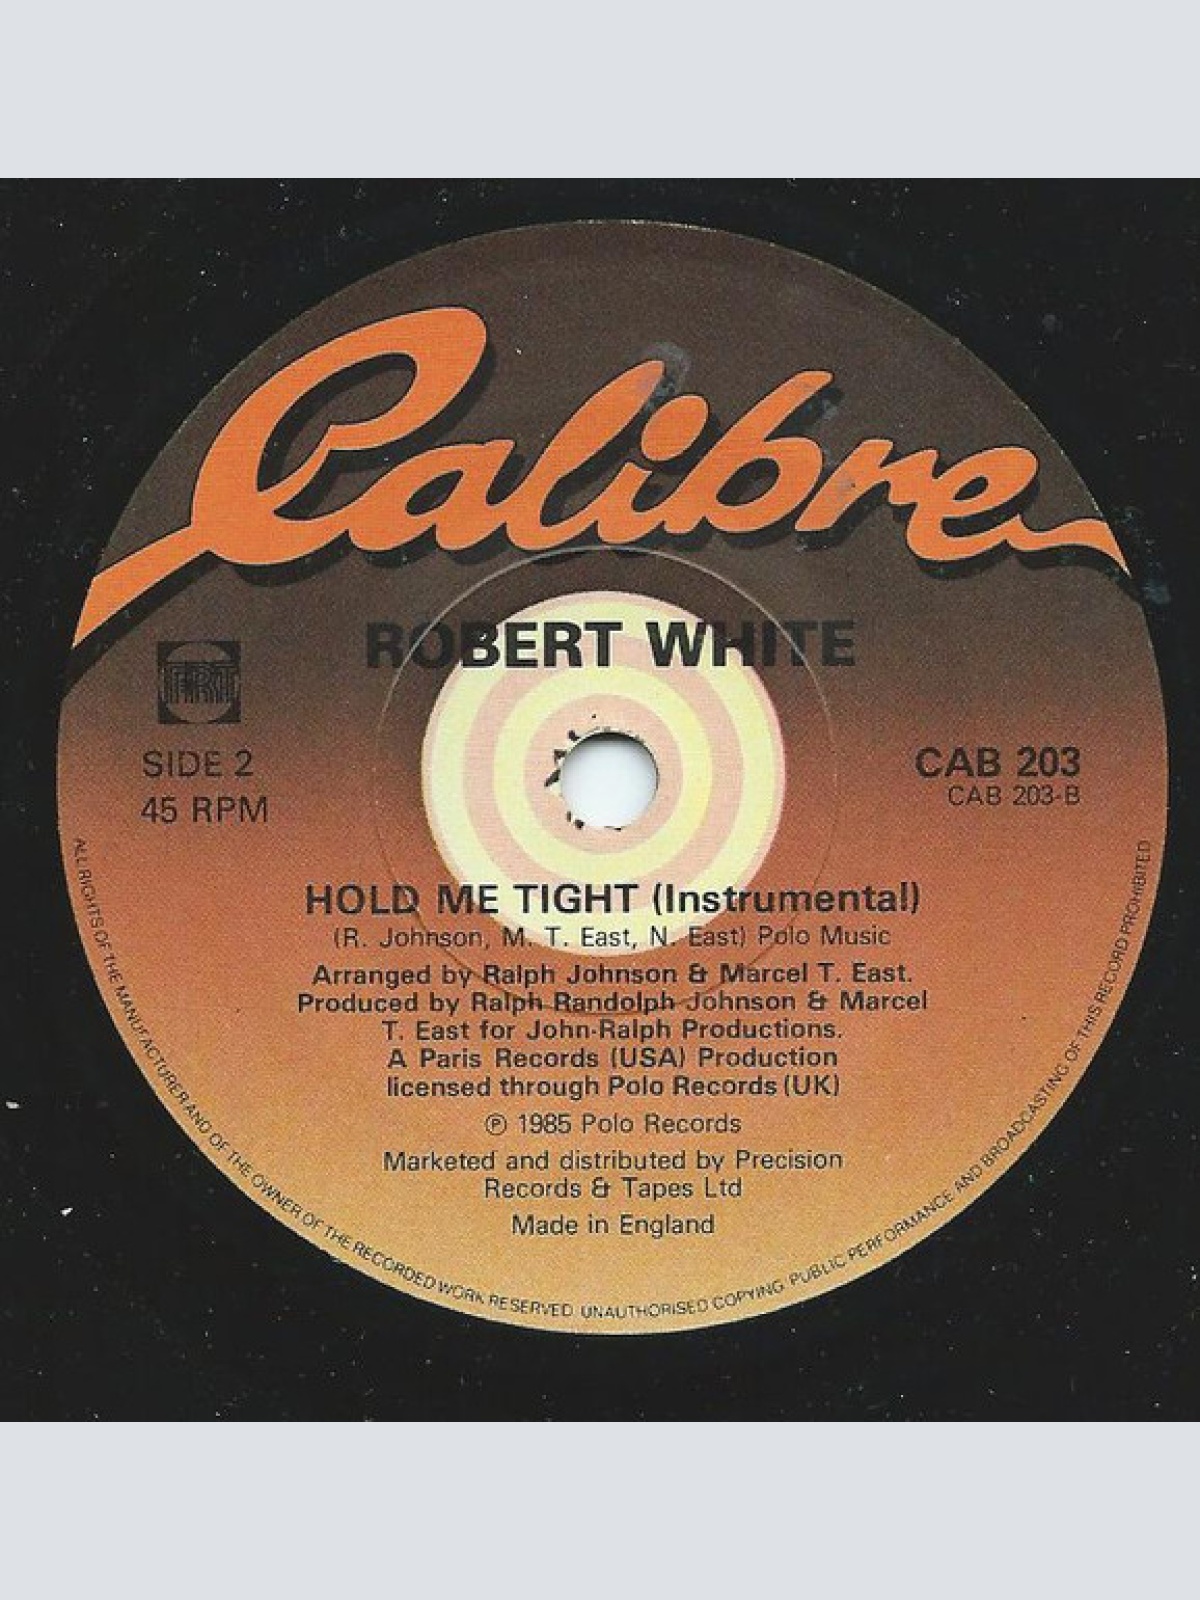 Calibre
ROBERT WHITE
SIDE 2
45 RPM
CAB 203
CAB 203-B
HOLD ME TIGHT (Instrumental)
(R. Johnson, M. T. East, N. East) Polo Music
Arranged by Ralph Johnson & Marcel T. East.
Produced by Ralph Randolph Johnson & Marcel
T. East for John-Ralph Productions.
A Paris Records (USA) Production
licensed through Polo Records (UK)
℗ 1985 Polo Records
Marketed and distributed by Precision
Records & Tapes Ltd
Made in England
ALL RIGHTS OF THE MANUFACTURER AND OF THE OWNER OF THE RECORDED WORK RESERVED. UNAUTHORISED COPYING, PUBLIC PERFORMANCE AND BROADCASTING OF THIS RECORD PROHIBITED